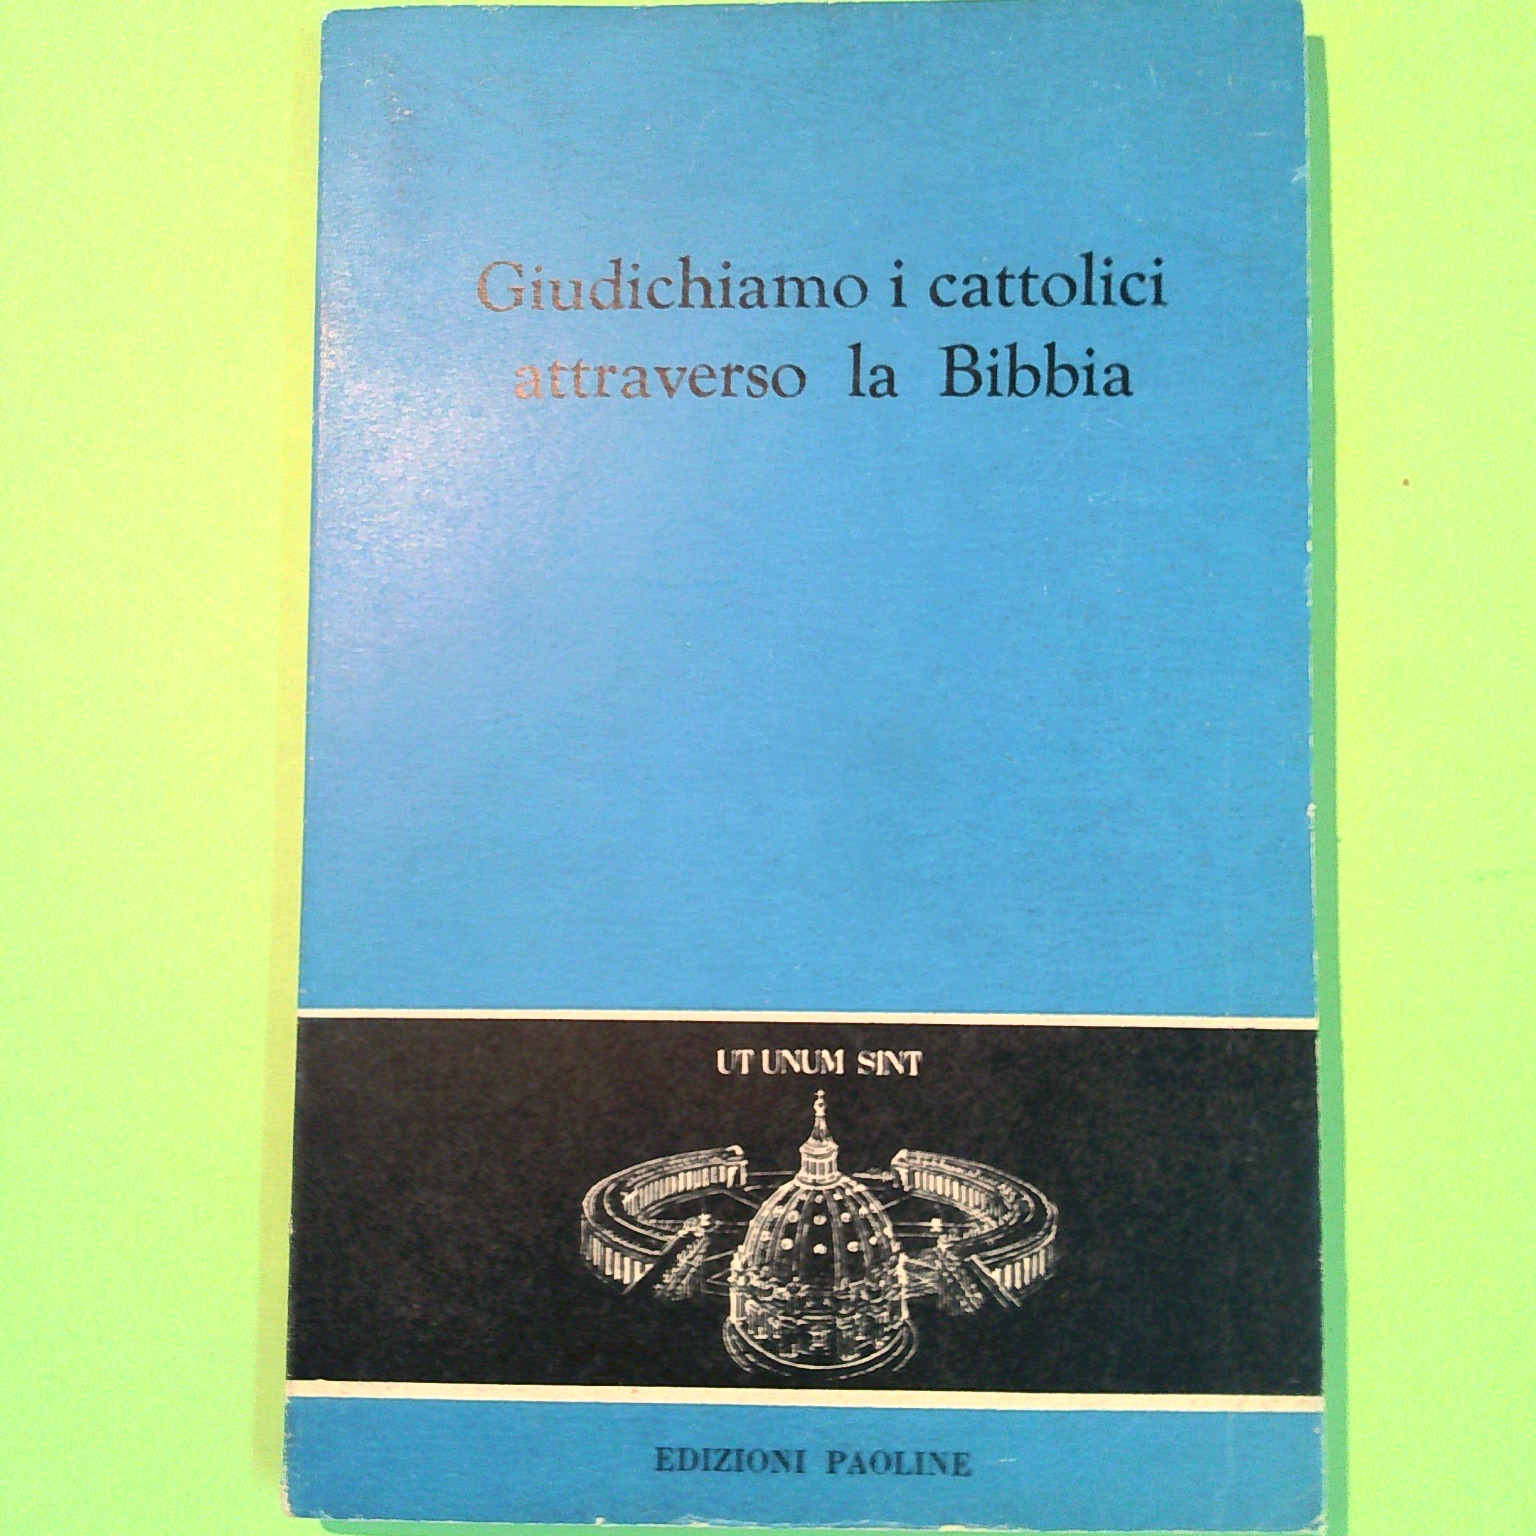 Giudichiamo i cattolici
attraverso la Bibbia
UT UNUM SINT
EDIZIONI PAOLINE